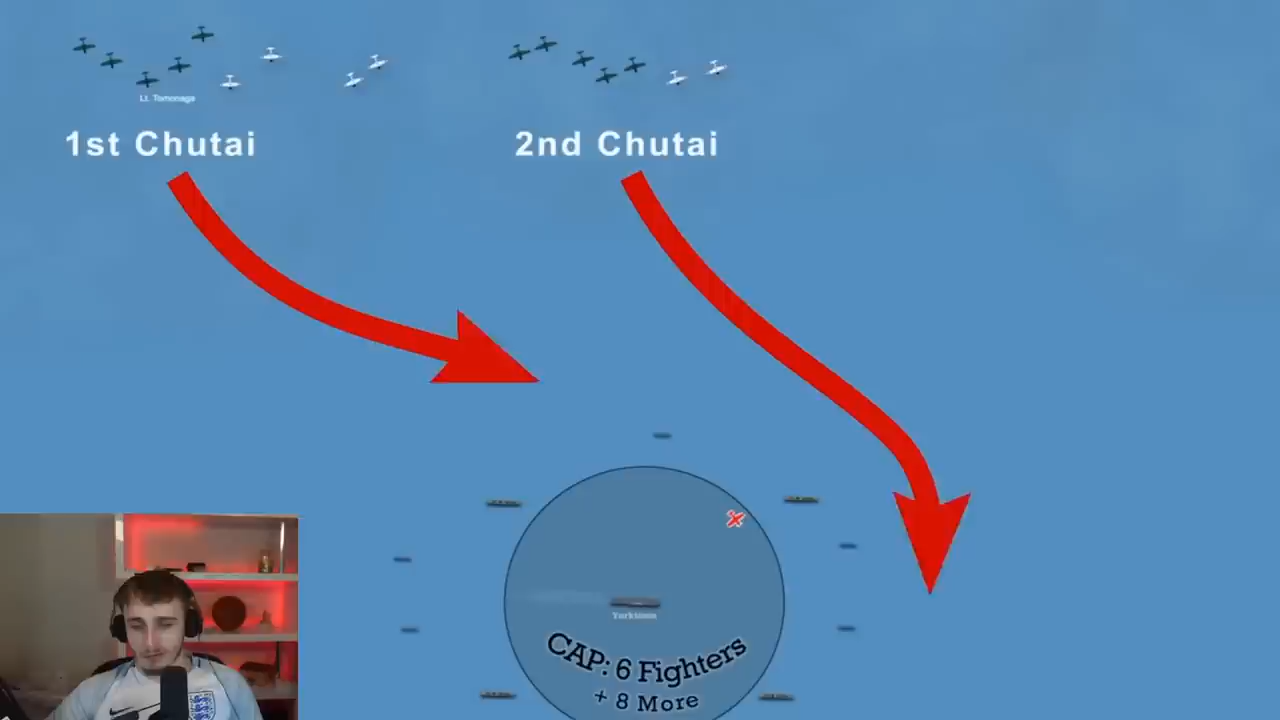 Lt. Tomonaga
1st Chutai
2nd Chutai
Yorktown
CAP: 6 Fighters
+ 8 More